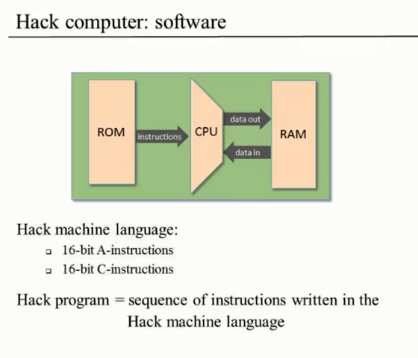 Hack computer: software
ROM
instructions
CPU
data out
data in
RAM
Hack machine language:
16-bit A-instructions
16-bit C-instructions
Hack program = sequence of instructions written in the
Hack machine language